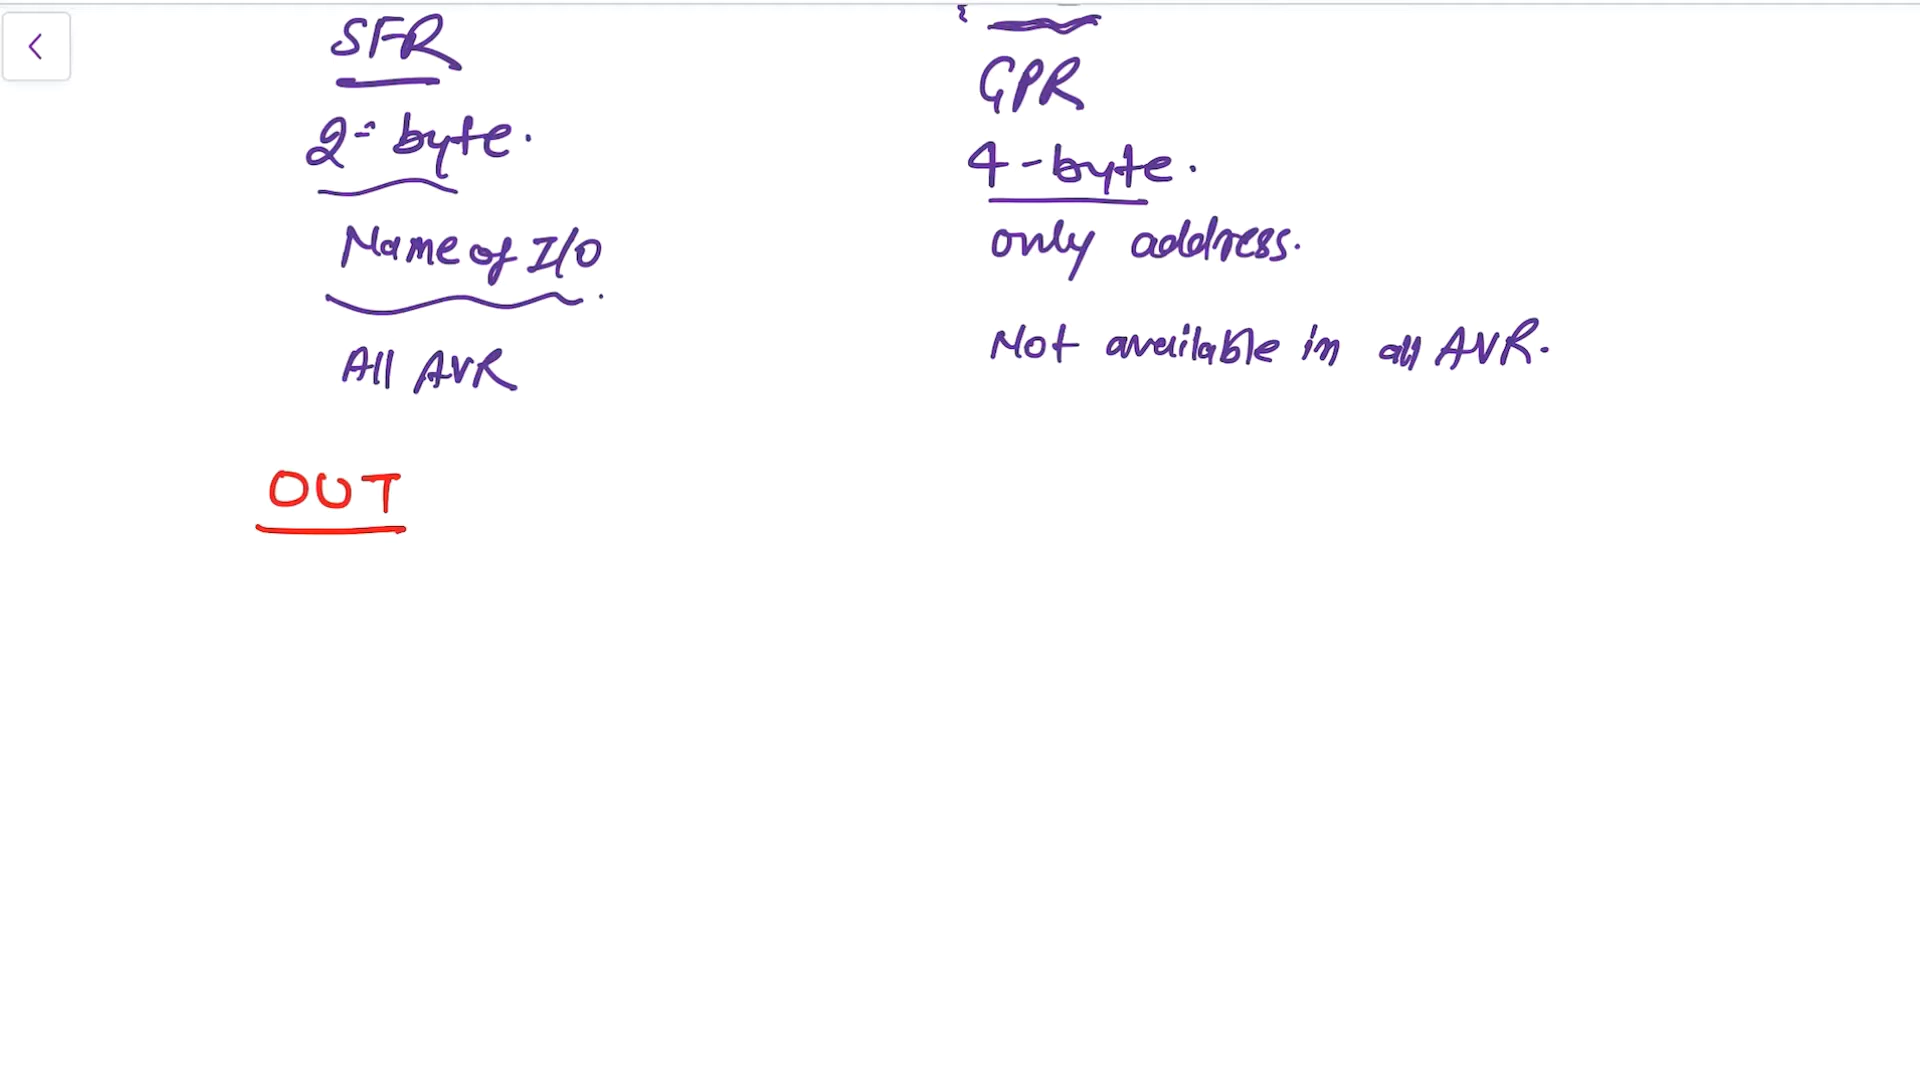 SFR
2-byte.
Name of I/O
All AVR
GPR
4-byte.
only address.
Not available in all AVR.
OUT